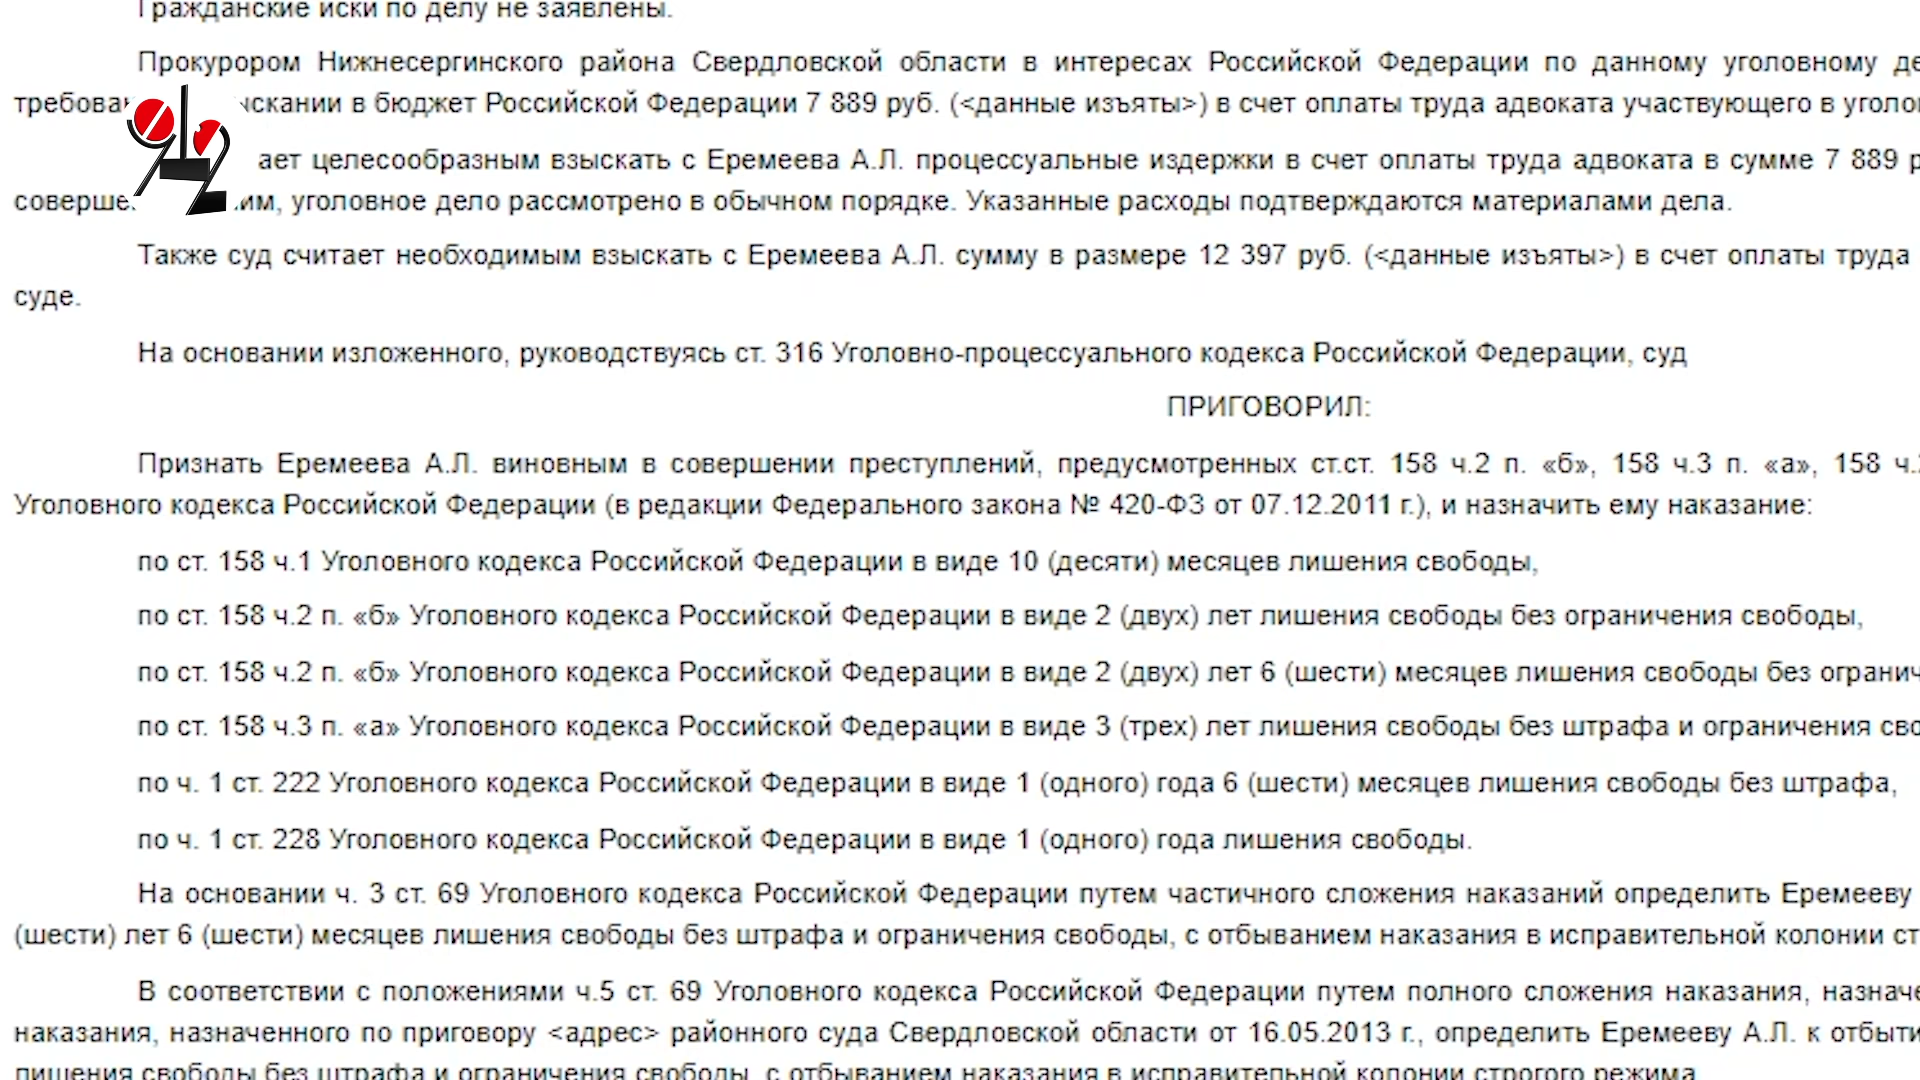 Гражданские иски по делу не заявлены.
Прокурором Нижнесергинского района Свердловской области в интересах Российской Федерации по данному уголовному
в бюджет Российской Федерации 7 889 руб. (<данные изъяты>) в счет оплаты труда адвоката участвующего в
целесообразным взыскать с Еремеева А.Л. процессуальные издержки в счет оплаты труда адвоката в сумме 7 889
уголовное дело рассмотрено в обычном порядке. Указанные расходы подтверждаются материалами дела.
Также суд считает необходимым взыскать с Еремеева А.Л. сумму в размере 12 397 руб. (<данные изъяты>) в счет оплаты труда
суде.
На основании изложенного, руководствуясь ст. 316 Уголовно-процессуального кодекса Российской Федерации, суд
ПРИГОВОРИЛ:
Признать Еремеева А.Л. виновным в совершении преступлений, предусмотренных ст.ст. 158 ч.2 п. «б», 158 ч.3 п. «а», 158
Уголовного кодекса Российской Федерации (в редакции Федерального закона № 420-ФЗ от 07.12.2011 г.), и назначить ему наказание:
по ст. 158 ч.1 Уголовного кодекса Российской Федерации в виде 10 (десяти) месяцев лишения свободы,
по ст. 158 ч.2 п. «б» Уголовного кодекса Российской Федерации в виде 2 (двух) лет лишения свободы без ограничения свободы,
по ст. 158 ч.2 п. «б» Уголовного кодекса Российской Федерации в виде 2 (двух) лет 6 (шести) месяцев лишения свободы без
по ст. 158 ч.3 п. «а» Уголовного кодекса Российской Федерации в виде 3 (трех) лет лишения свободы без штрафа и ограничения
по ч. 1 ст. 222 Уголовного кодекса Российской Федерации в виде 1 (одного) года 6 (шести) месяцев лишения свободы без штрафа,
по ч. 1 ст. 228 Уголовного кодекса Российской Федерации в виде 1 (одного) года лишения свободы.
На основании ч. 3 ст. 69 Уголовного кодекса Российской Федерации путем частичного сложения наказаний определить Еремееву
(шести) лет 6 (шести) месяцев лишения свободы без штрафа и ограничения свободы, с отбыванием наказания в исправительной колонии
В соответствии с положениями ч.5 ст. 69 Уголовного кодекса Российской Федерации путем полного сложения наказания,
наказания, назначенного по приговору <адрес> районного суда Свердловской области от 16.05.2013 г., определить Еремееву А.Л. к
лишения свободы без штрафа и ограничения свободы, с отбыванием наказания в исправительной колонии строгого режима